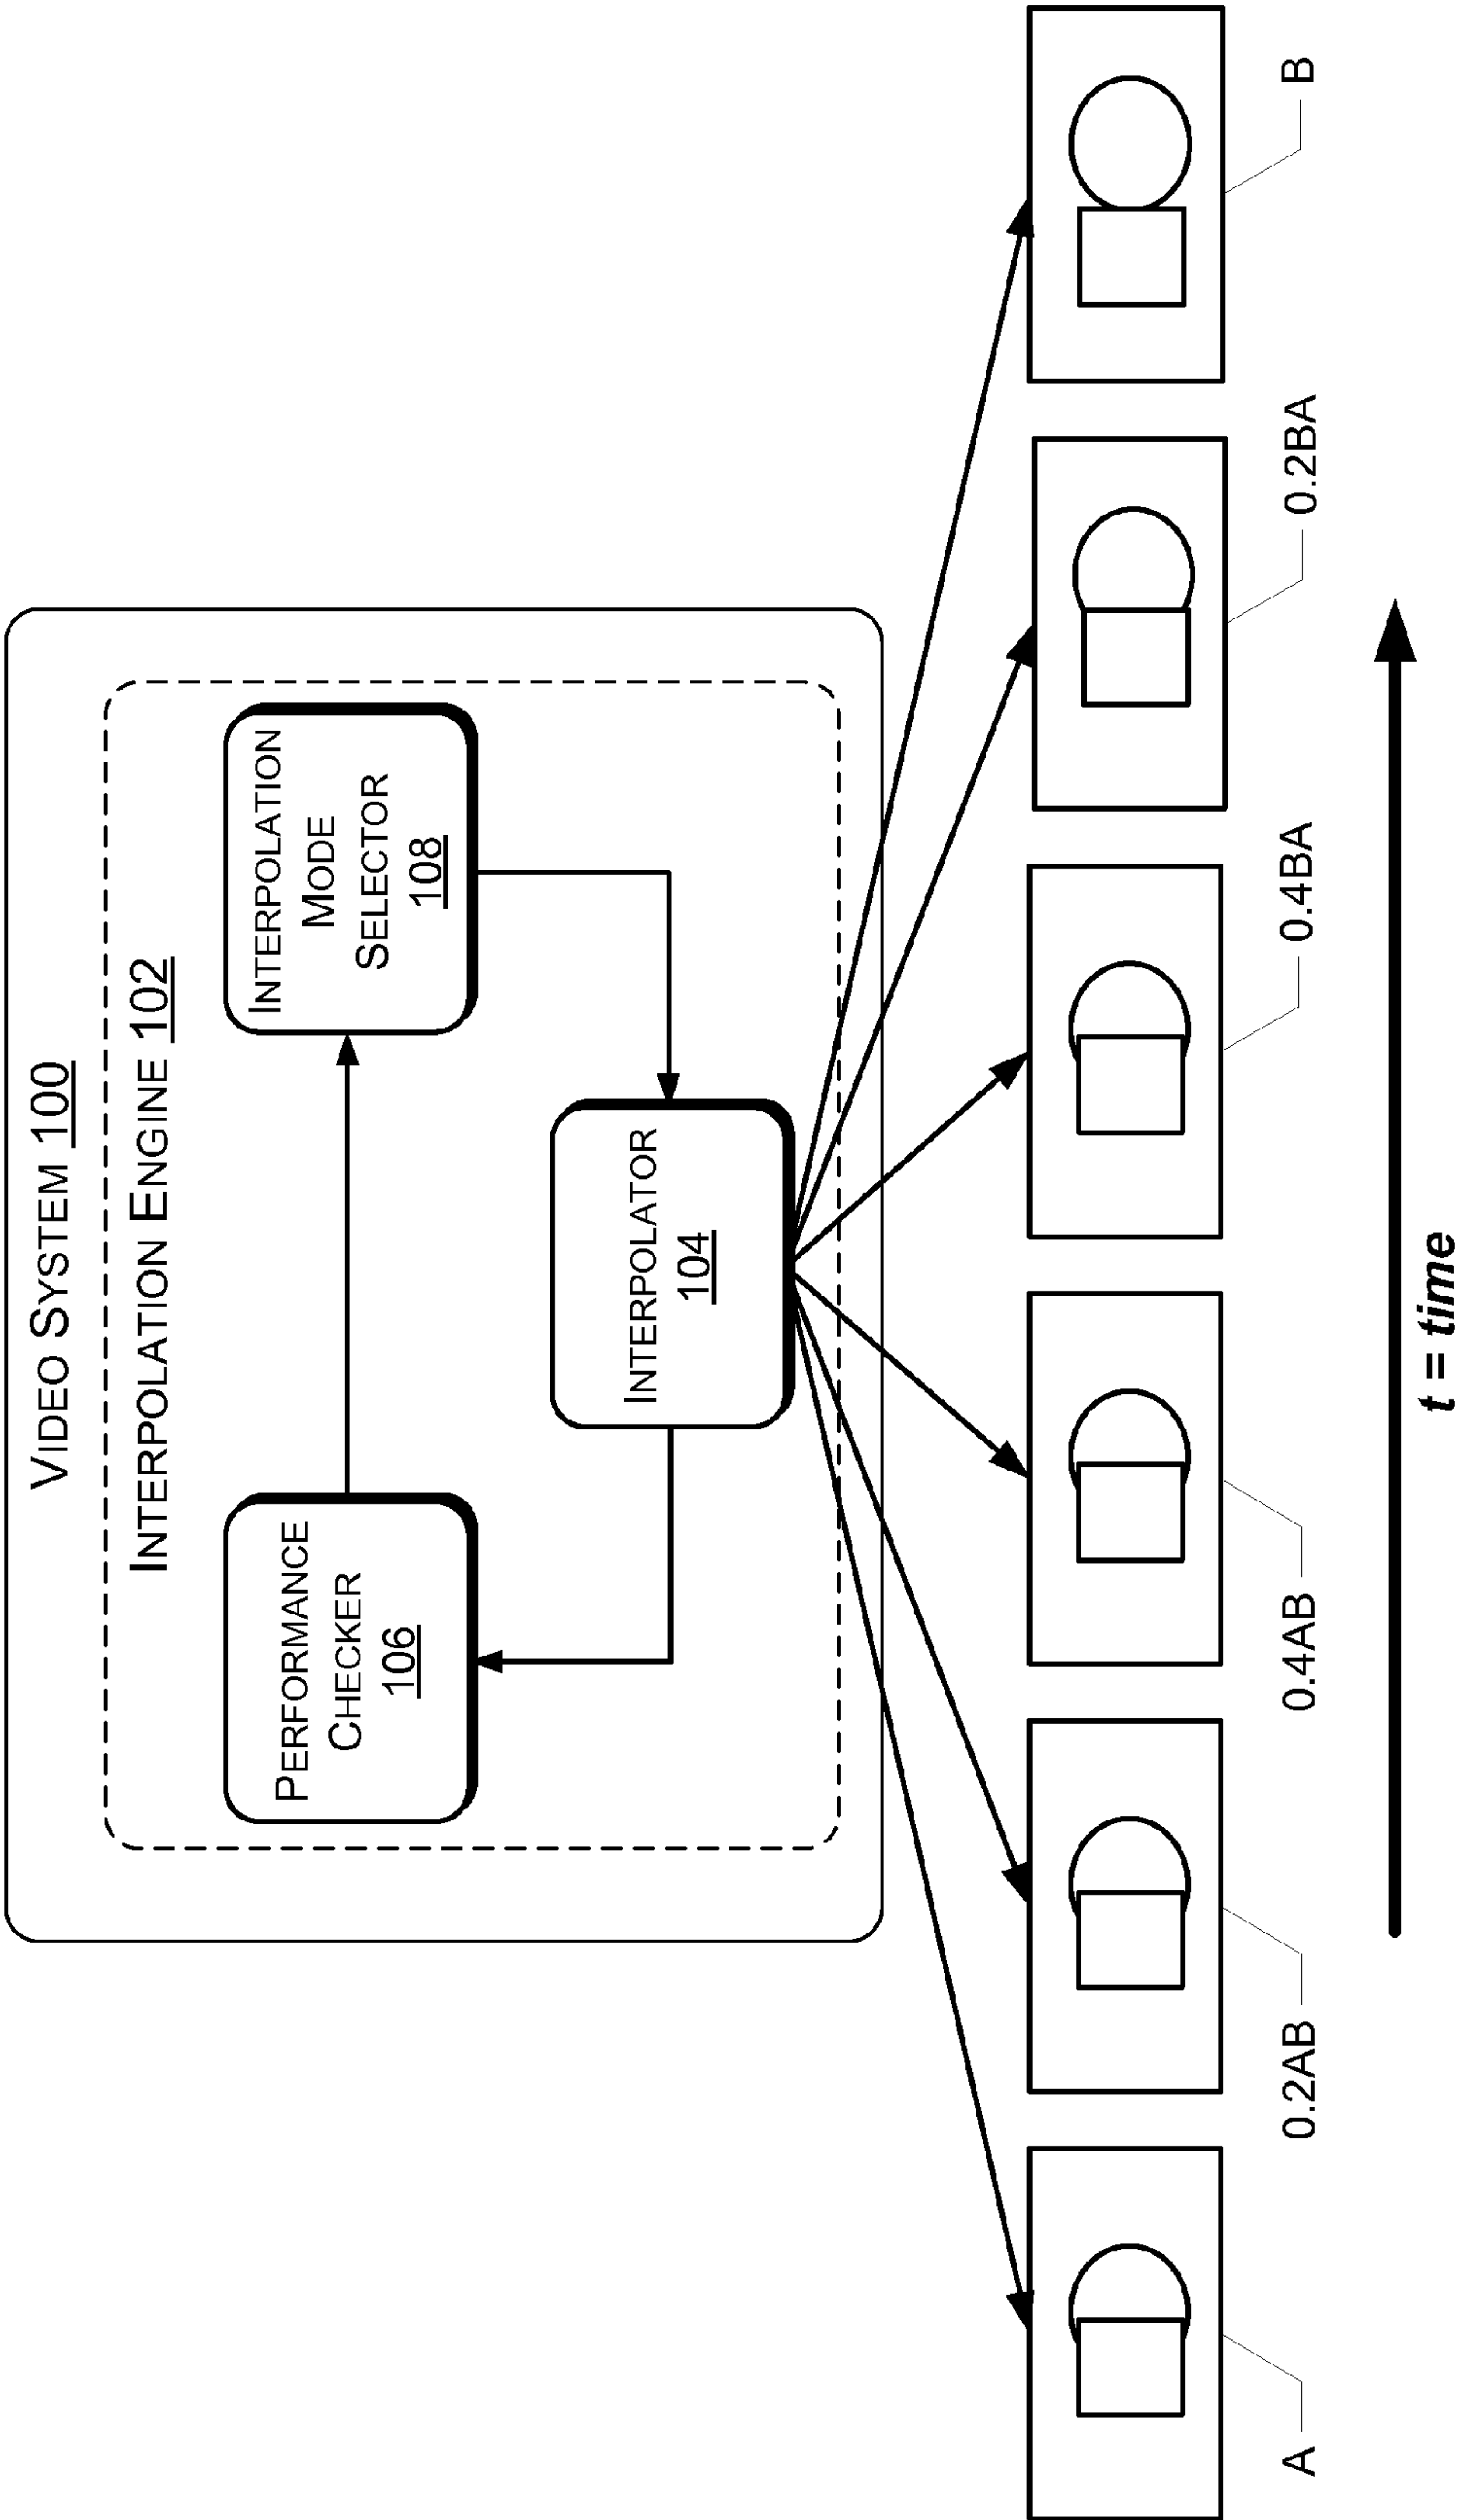 VIDEO SYSTEM 100
INTERPOLATION ENGINE 102
PERFORMANCE
CHECKER
106
INTERPOLATION
MODE
SELECTOR
108
INTERPOLATOR
104
A
0.2AB
0.4AB
0.4BA
0.2BA
B
t = time